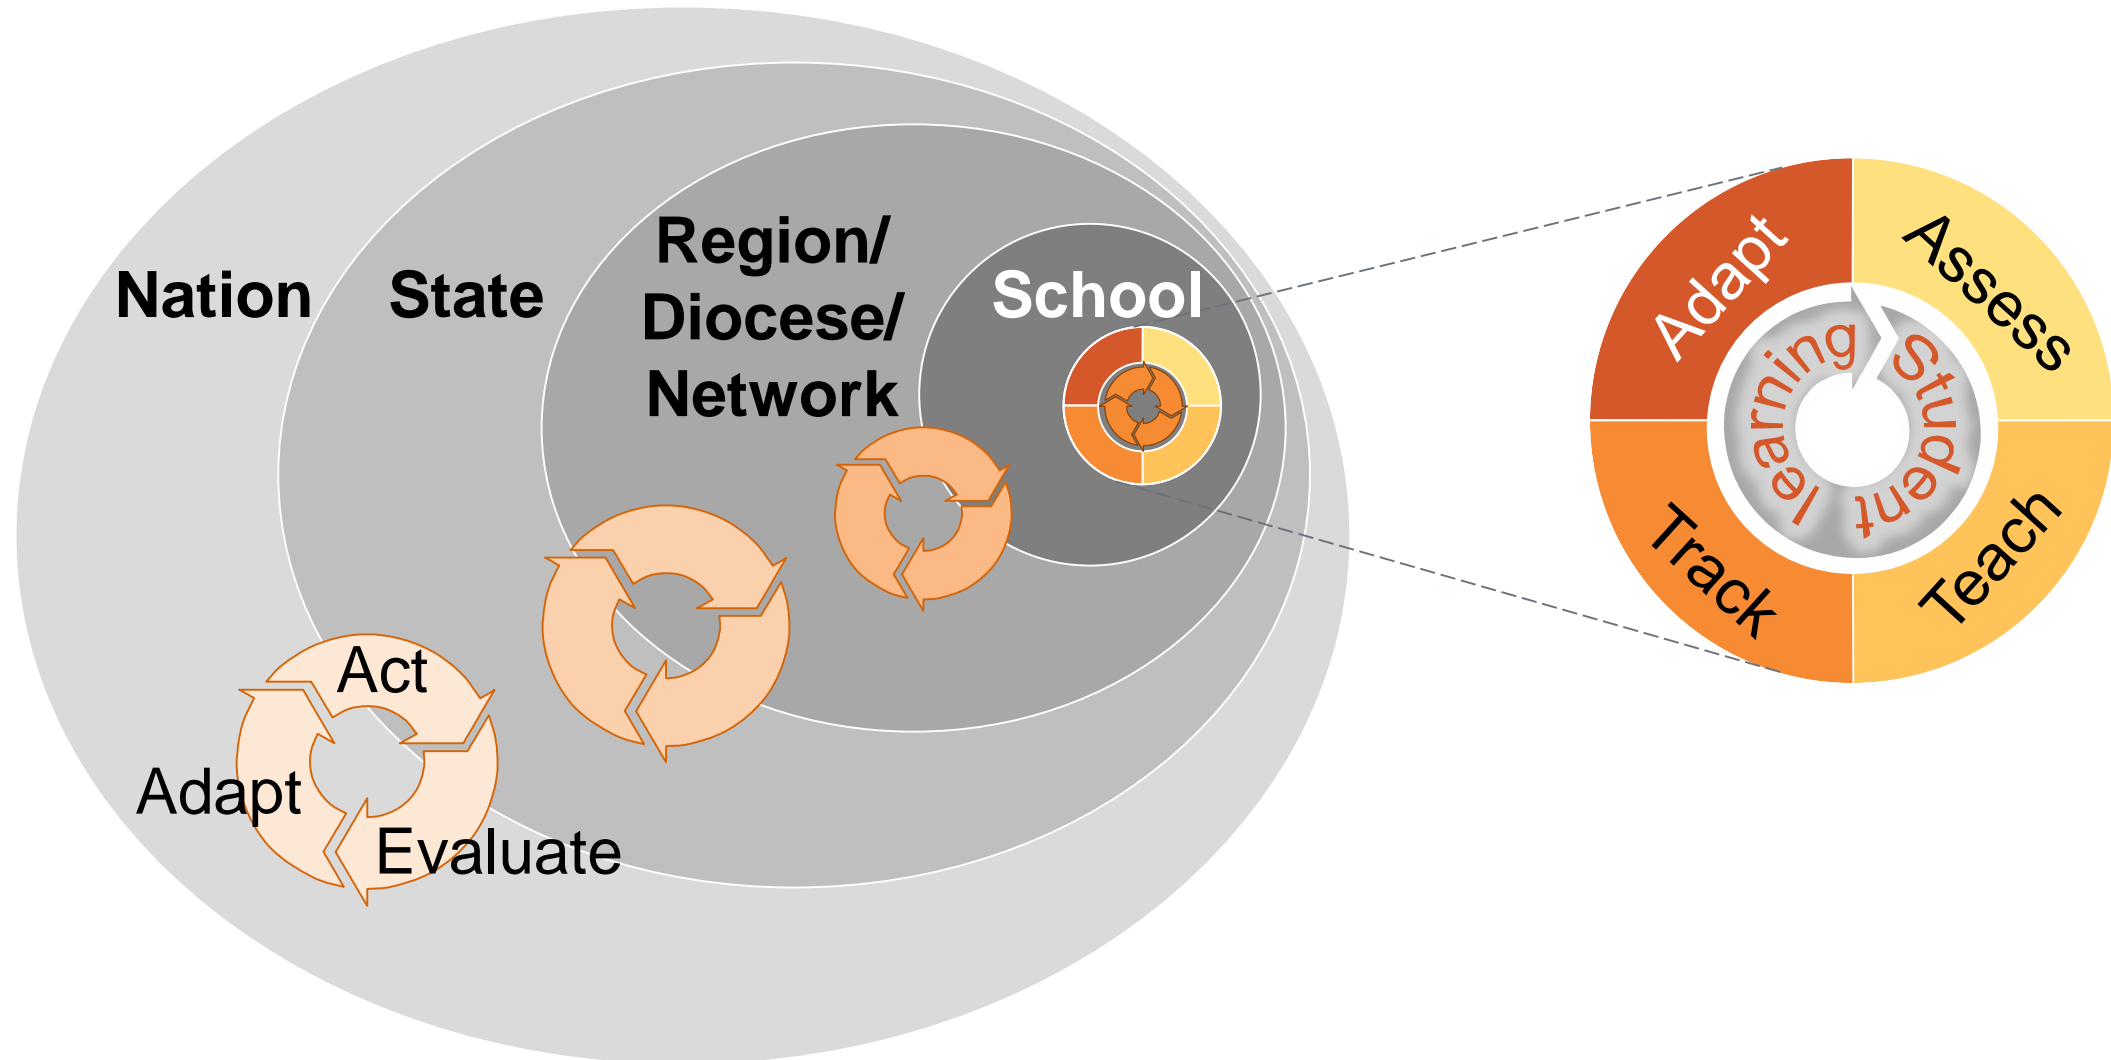 Nation
State
Region/
Diocese/
Network
School
Act
Adapt
Evaluate
Adapt
Assess
Teach
Track
Student
learning